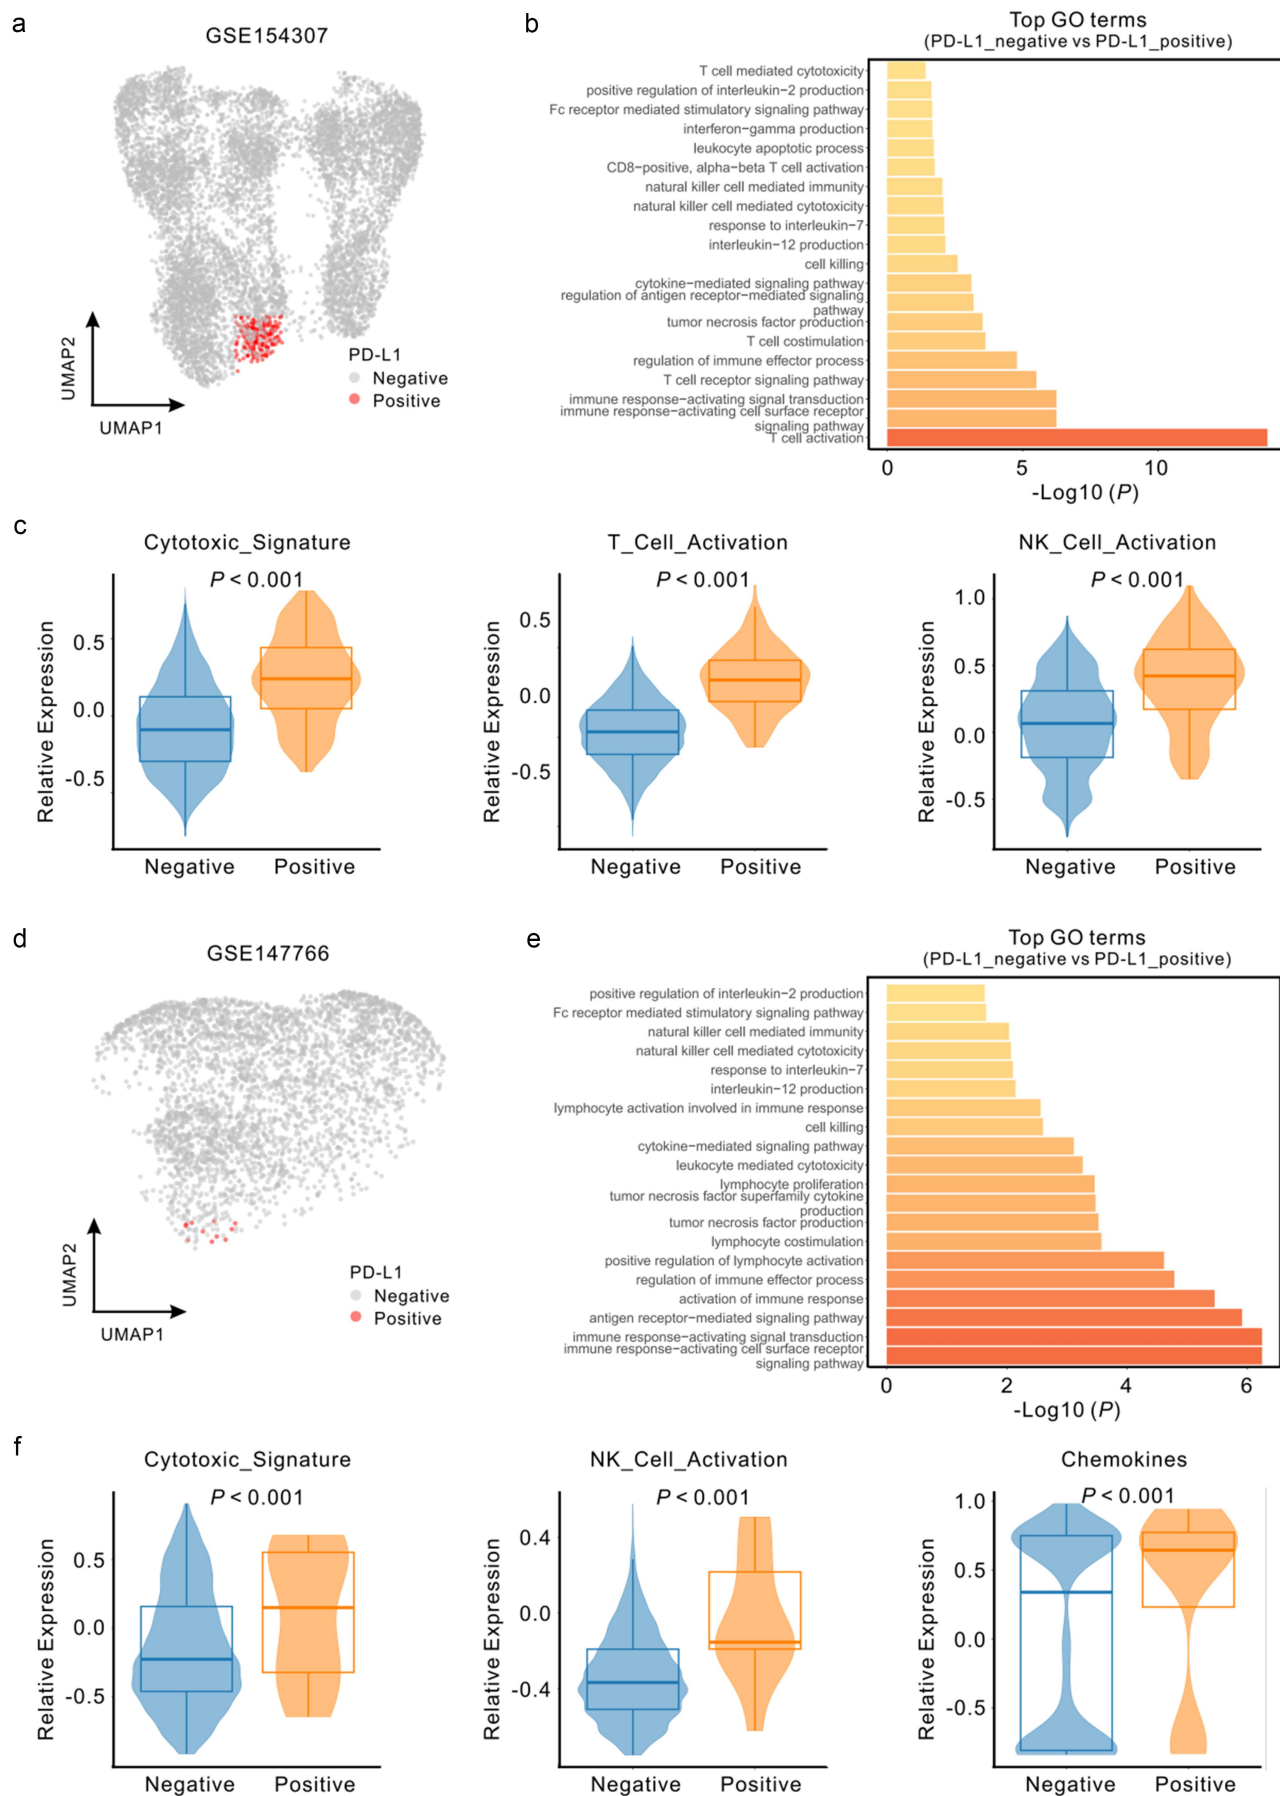 a
GSE154307
UMAP2
UMAP1
PD-L1
Negative
Positive
b
Top GO terms
(PD-L1_negative vs PD-L1_positive)
T cell mediated cytotoxicity
positive regulation of interleukin−2 production
Fc receptor mediated stimulatory signaling pathway
interferon−gamma production
leukocyte apoptotic process
CD8−positive, alpha−beta T cell activation
natural killer cell mediated immunity
natural killer cell mediated cytotoxicity
response to interleukin−7
interleukin−12 production
cell killing
cytokine−mediated signaling pathway
regulation of antigen receptor−mediated signaling
pathway
tumor necrosis factor production
T cell costimulation
regulation of immune effector process
T cell receptor signaling pathway
immune response−activating signal transduction
immune response−activating cell surface receptor
signaling pathway
T cell activation
0 5 10
-Log10 (P)
c
Cytotoxic_Signature
P < 0.001
Relative Expression
0.5
0.0
-0.5
Negative Positive
T_Cell_Activation
P < 0.001
Relative Expression
0.5
0.0
-0.5
Negative Positive
NK_Cell_Activation
P < 0.001
Relative Expression
1.0
0.5
0.0
-0.5
Negative Positive
d
GSE147766
UMAP2
UMAP1
PD-L1
Negative
Positive
e
Top GO terms
(PD-L1_negative vs PD-L1_positive)
positive regulation of interleukin−2 production
Fc receptor mediated stimulatory signaling pathway
natural killer cell mediated immunity
natural killer cell mediated cytotoxicity
response to interleukin−7
interleukin−12 production
lymphocyte activation involved in immune response
cell killing
cytokine−mediated signaling pathway
leukocyte mediated cytotoxicity
lymphocyte proliferation
tumor necrosis factor superfamily cytokine
production
tumor necrosis factor production
lymphocyte costimulation
positive regulation of lymphocyte activation
regulation of immune effector process
activation of immune response
antigen receptor−mediated signaling pathway
immune response−activating signal transduction
immune response−activating cell surface receptor
signaling pathway
0 2 4 6
-Log10 (P)
f
Cytotoxic_Signature
P < 0.001
Relative Expression
0.5
0.0
-0.5
Negative Positive
NK_Cell_Activation
P < 0.001
Relative Expression
0.4
0.0
-0.4
Negative Positive
Chemokines
P < 0.001
Relative Expression
1.0
0.5
0.0
-0.5
Negative Positive